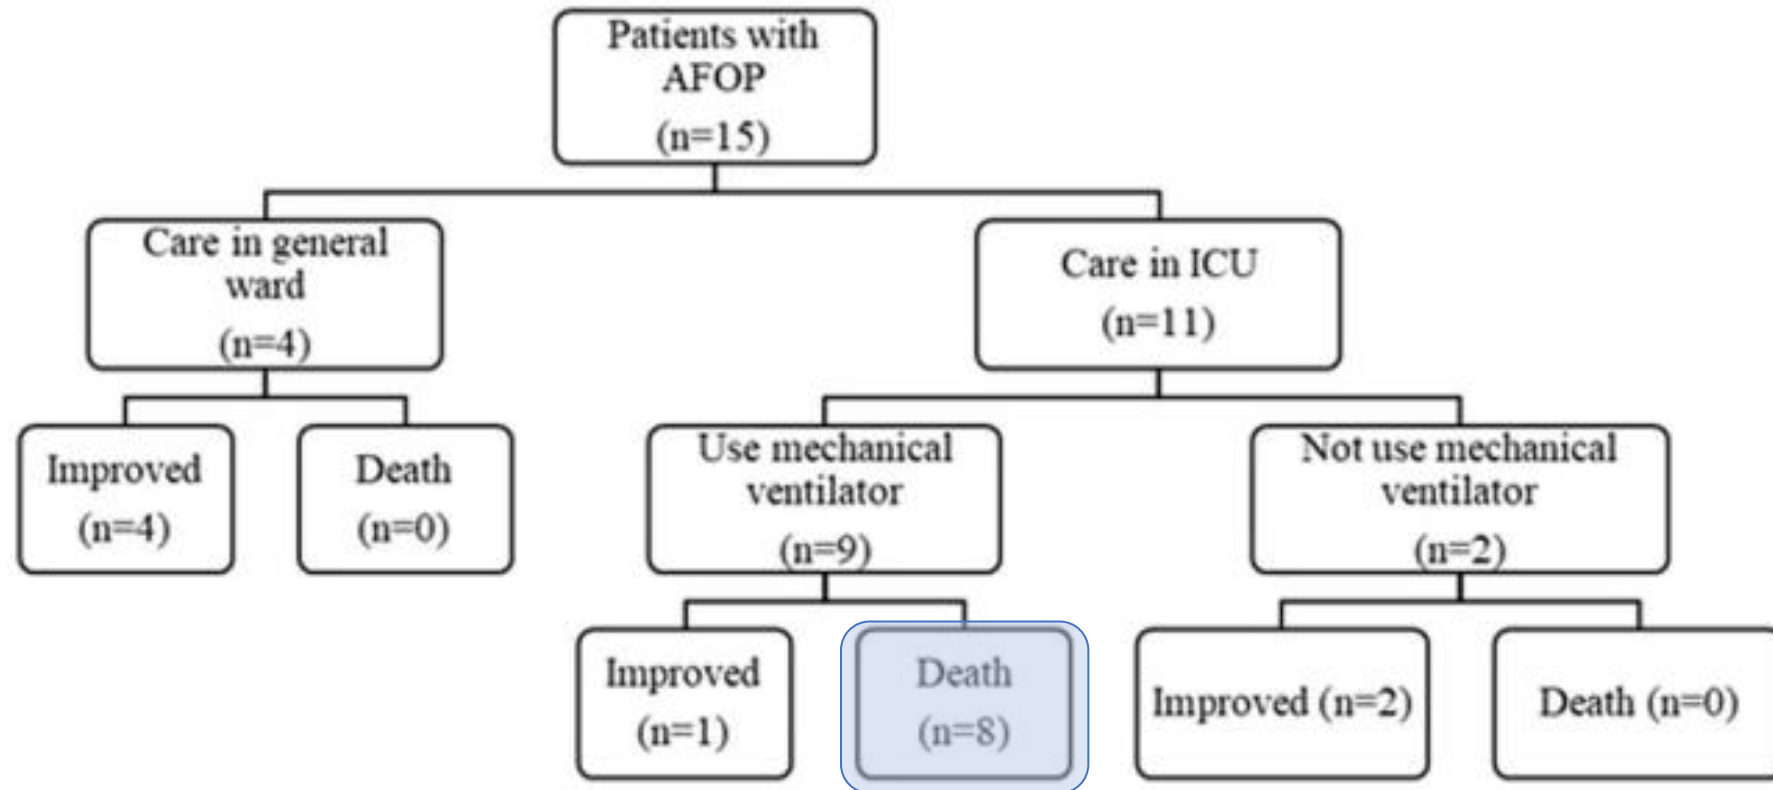 Patients with
AFOP
(n=15)
Care in general
ward
(n=4)
Care in ICU
(n=11)
Improved
(n=4)
Death
(n=0)
Use mechanical
ventilator
(n=9)
Not use mechanical
ventilator
(n=2)
Improved
(n=1)
Death
(n=8)
Improved (n=2)
Death (n=0)